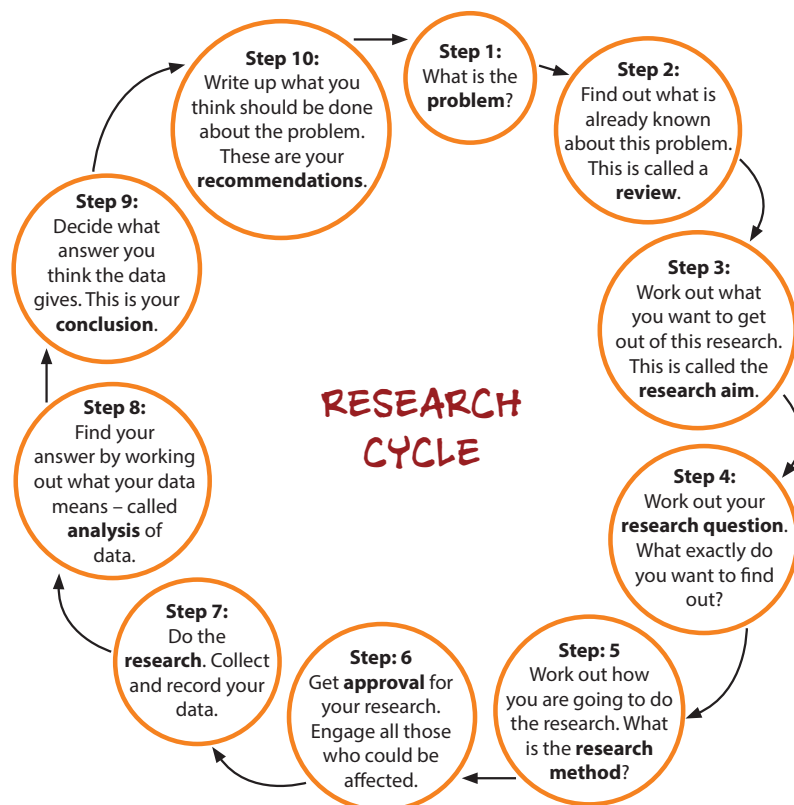 Step 1:
What is the
problem?
Step 2:
Find out what is
already known
about this problem.
This is called a
review.
Step 3:
Work out what
you want to get
out of this research.
This is called the
research aim.
Step 4:
Work out your
research question.
What exactly do
you want to find
out?
Step: 5
Work out how
you are going to do
the research. What
is the research
method?
Step: 6
Get approval for
your research.
Engage all those
who could be
affected.
Step 7:
Do the
research. Collect
and record your
data.
Step 8:
Find your
answer by working
out what your data
means – called
analysis of
data.
Step 9:
Decide what
answer you
think the data
gives. This is your
conclusion.
Step 10:
Write up what you
think should be done
about the problem.
These are your
recommendations.
RESEARCH
CYCLE